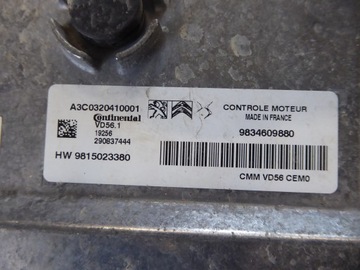 A3C0320410001
Continental
VD56.1
19256
290837444
HW 9815023380
CONTROLE MOTEUR
MADE IN FRANCE
9834609880
CMM VD56 CEM0